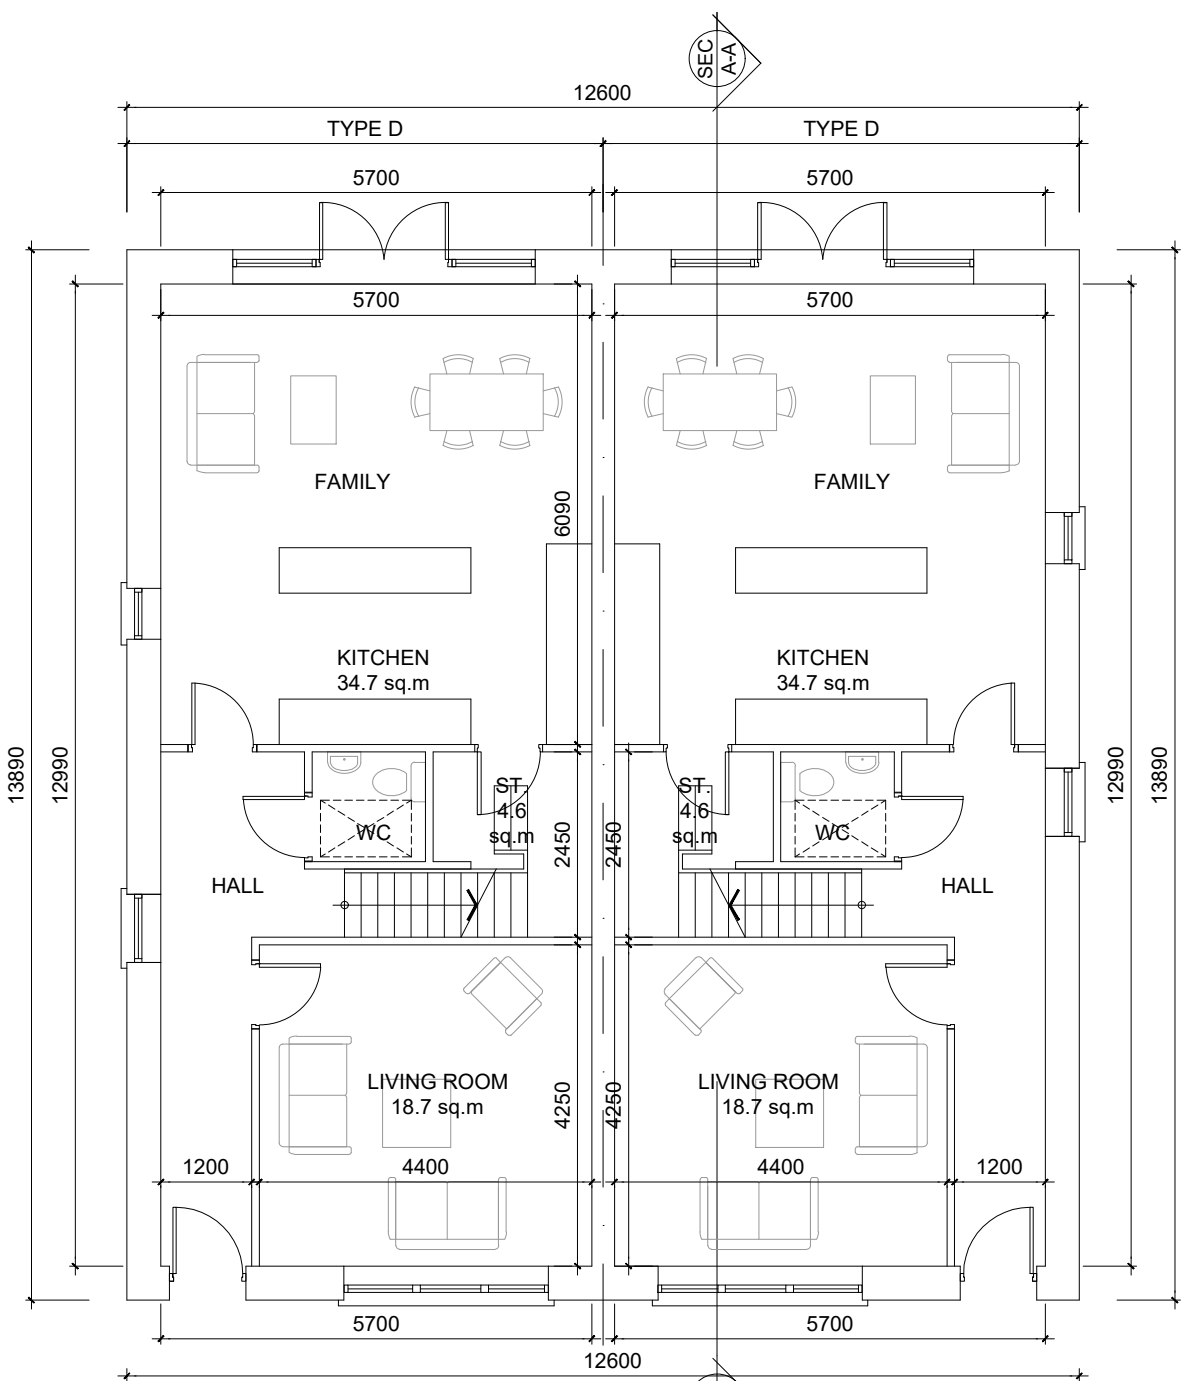 SEC
A-A
12600
TYPE D
TYPE D
5700
5700
5700
5700
FAMILY
FAMILY
6090
KITCHEN
34.7 sq.m
KITCHEN
34.7 sq.m
13890
12990
12990
13890
ST.
4.6
sq.m
ST.
4.6
sq.m
WC
WC
2450
2450
HALL
HALL
LIVING ROOM
18.7 sq.m
LIVING ROOM
18.7 sq.m
4250
4250
1200
4400
4400
1200
5700
5700
12600